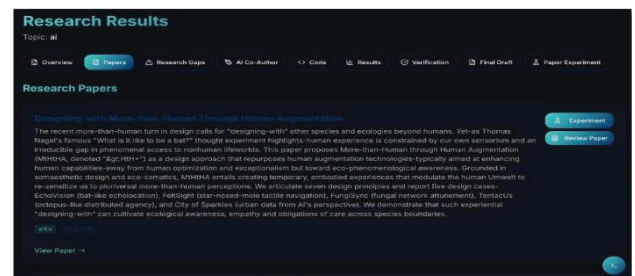 Research Results
Topic: ai
Overview
Papers
Research Gaps
AI Co-Author
Code
Results
Verification
Final Draft
Paper Experiment
Research Papers
Designing-with More-than-Human Through Human Augmentation
Experiment
Review Paper
The recent more-than-human turn in design calls for "designing-with" other species and ecologies beyond humans. Yet-as Thomas
Nagel's famous "What is it like to be a bat?" thought experiment highlights-human experience is constrained by our own sensorium and an
irreducible gap in phenomenal access to nonhuman lifeworlds. This paper proposes More-than-Human through Human Augmentation
(MtHtHA, denoted "&gt;HtH+") as a design approach that repurposes human augmentation technologies-typically aimed at enhancing
human capabilities-away from human optimization and exceptionalism but toward eco-phenomenological awareness. Grounded in
somaesthetic design and eco-somatics, MtHtHA entails creating temporary, embodied experiences that modulate the human Umwelt to
re-sensitize us to pluriversal more-than-human perceptions. We articulate seven design principles and report five design cases-
EchoVision (bat-like echolocation), FeltSight (star-nosed-mole tactile navigation), FungiSync (fungal network attunement), TentacUs
(octopus-like distributed agency), and City of Sparkles (urban data from AI's perspective). We demonstrate that such experiential
"designing-with" can cultivate ecological awareness, empathy and obligations of care across species boundaries.
arXiv
View Paper →